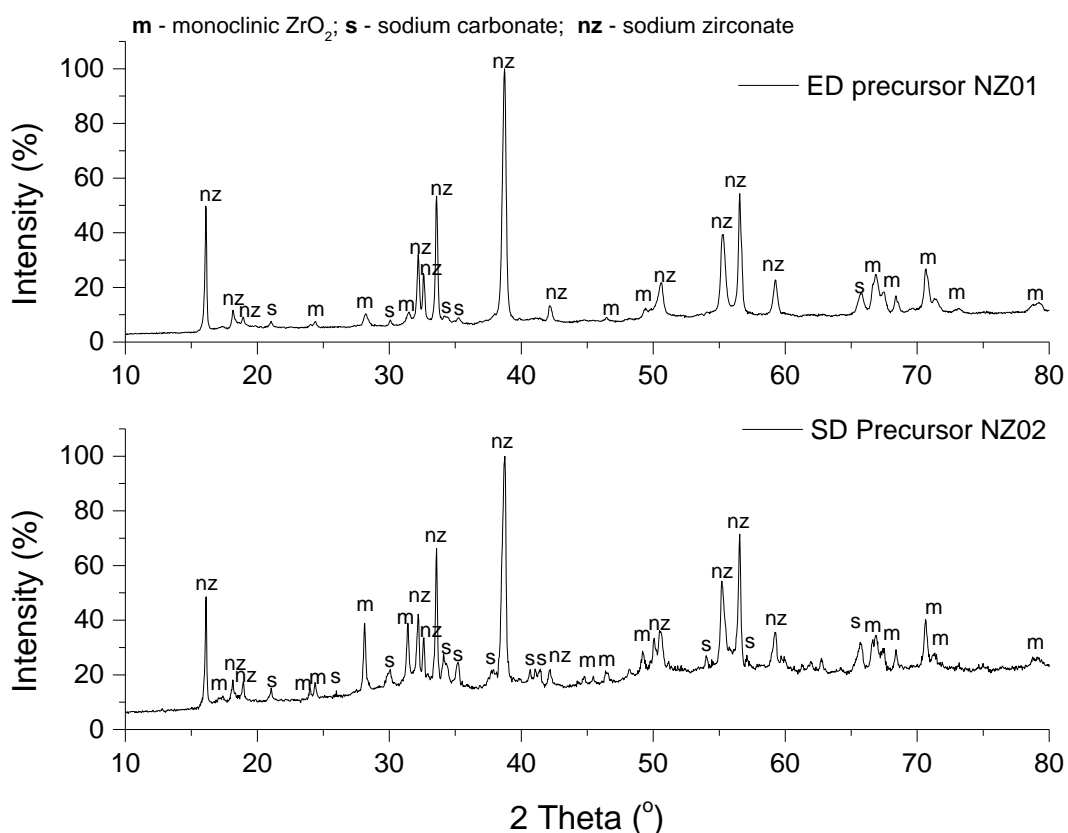 m - monoclinic ZrO2; s - sodium carbonate; nz - sodium zirconate
ED precursor NZ01
Intensity (%)
100
80
60
40
20
0
nz
nz
nz
s
m
m
s
m
nz
nz
nz
s
s
nz
nz
m
m
nz
nz
nz
nz
s
m
m
m
m
m
10 20 30 40 50 60 70 80
SD Precursor NZ02
Intensity (%)
100
80
60
40
20
0
nz
m
nz
nz
s
m
m
s
m
s
m
nz
nz
nz
s
s
s
nz
s
s
nz
m
m
m
nz
s
nz
nz
s
nz
s
m
m
m
m
m
10 20 30 40 50 60 70 80
2 Theta (o)